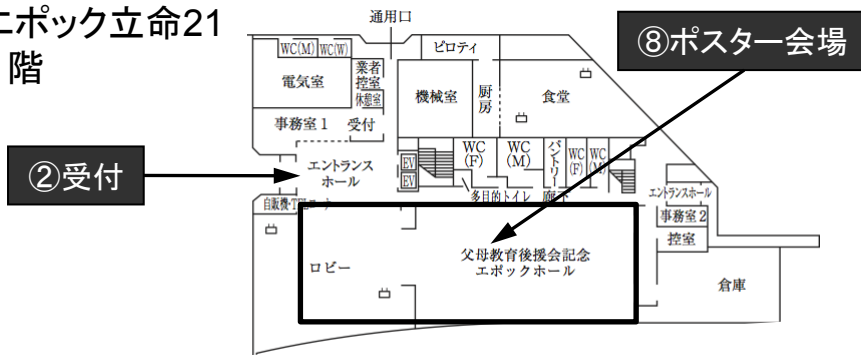 エポック立命21
階
通用口
⑧ポスター会場
WC(M) WC(W)
ピロティ
電気室
業者
控室
休憩室
機械室
厨房
食堂
事務室1 受付
②受付
エントランス
ホール
EV
EV
WC
(F)
WC
(M)
パントリー
WC
(F)
WC
(M)
多目的トイレ 廊下
エントランスホール
自販機・TEL
事務室2
控室
ロビー
父母教育後援会記念
エポックホール
倉庫